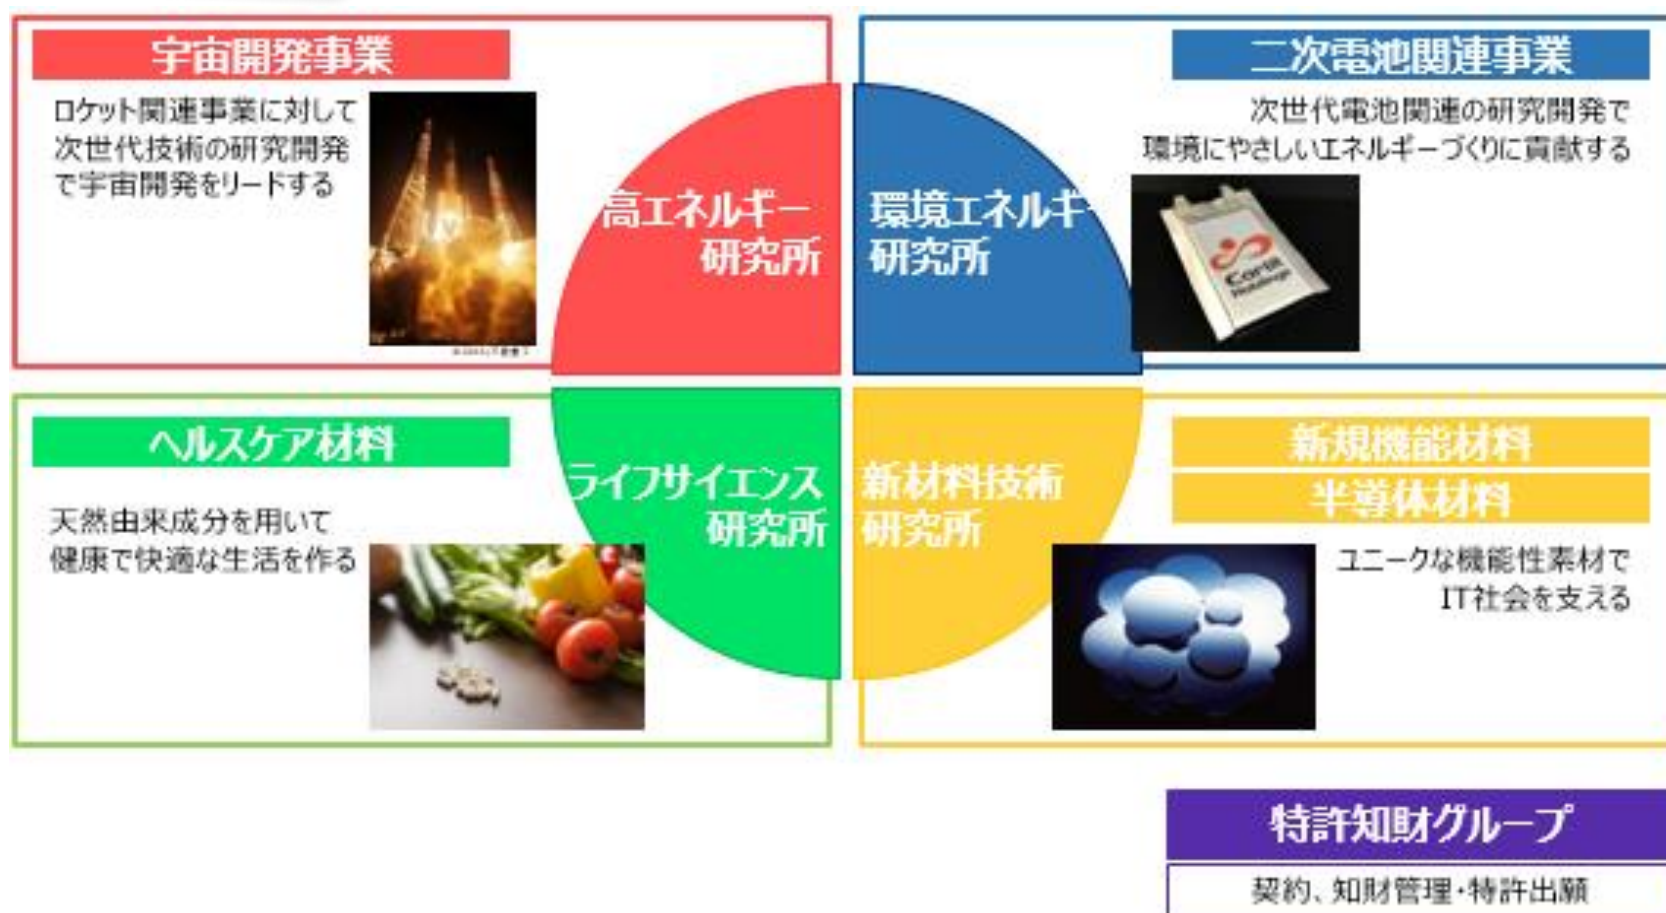 宇宙開発事業
ロケット関連事業に対して
次世代技術の研究開発
で宇宙開発をリードする
高エネルギー
研究所
二次電池関連事業
次世代電池関連の研究開発で
環境にやさしいエネルギーづくりに貢献する
環境エネルギー
研究所
Carlit
Holdings
ヘルスケア材料
天然由来成分を用いて
健康で快適な生活を作る
ライフサイエンス
研究所
新規機能材料
半導体材料
ユニークな機能性素材で
IT社会を支える
新材料技術
研究所
特許知財グループ
契約、知財管理・特許出願